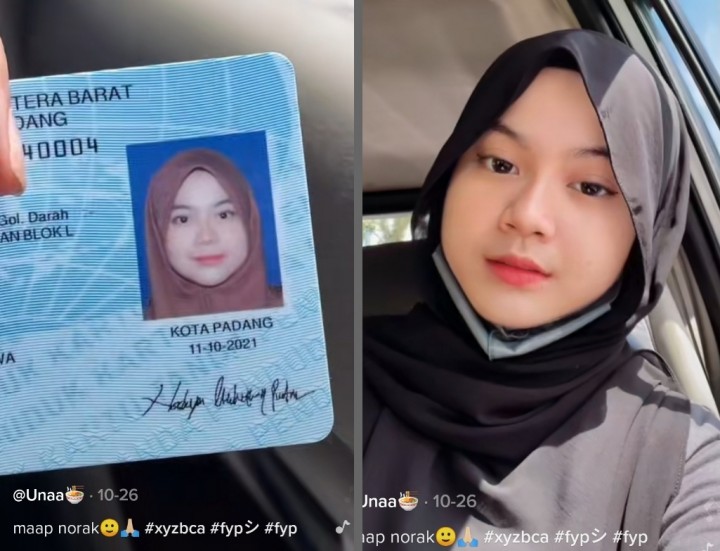 TERA BARAT
DANG
40004
Gol. Darah
AN BLOK L
KOTA PADANG
11-10-2021
WA
@Unaa🍜 · 10-26
maap norak🙂🙏 #xyzbca #fypシ #fyp
Unaa🍜 · 10-26
ap norak🙂🙏 #xyzbca #fypシ #fyp